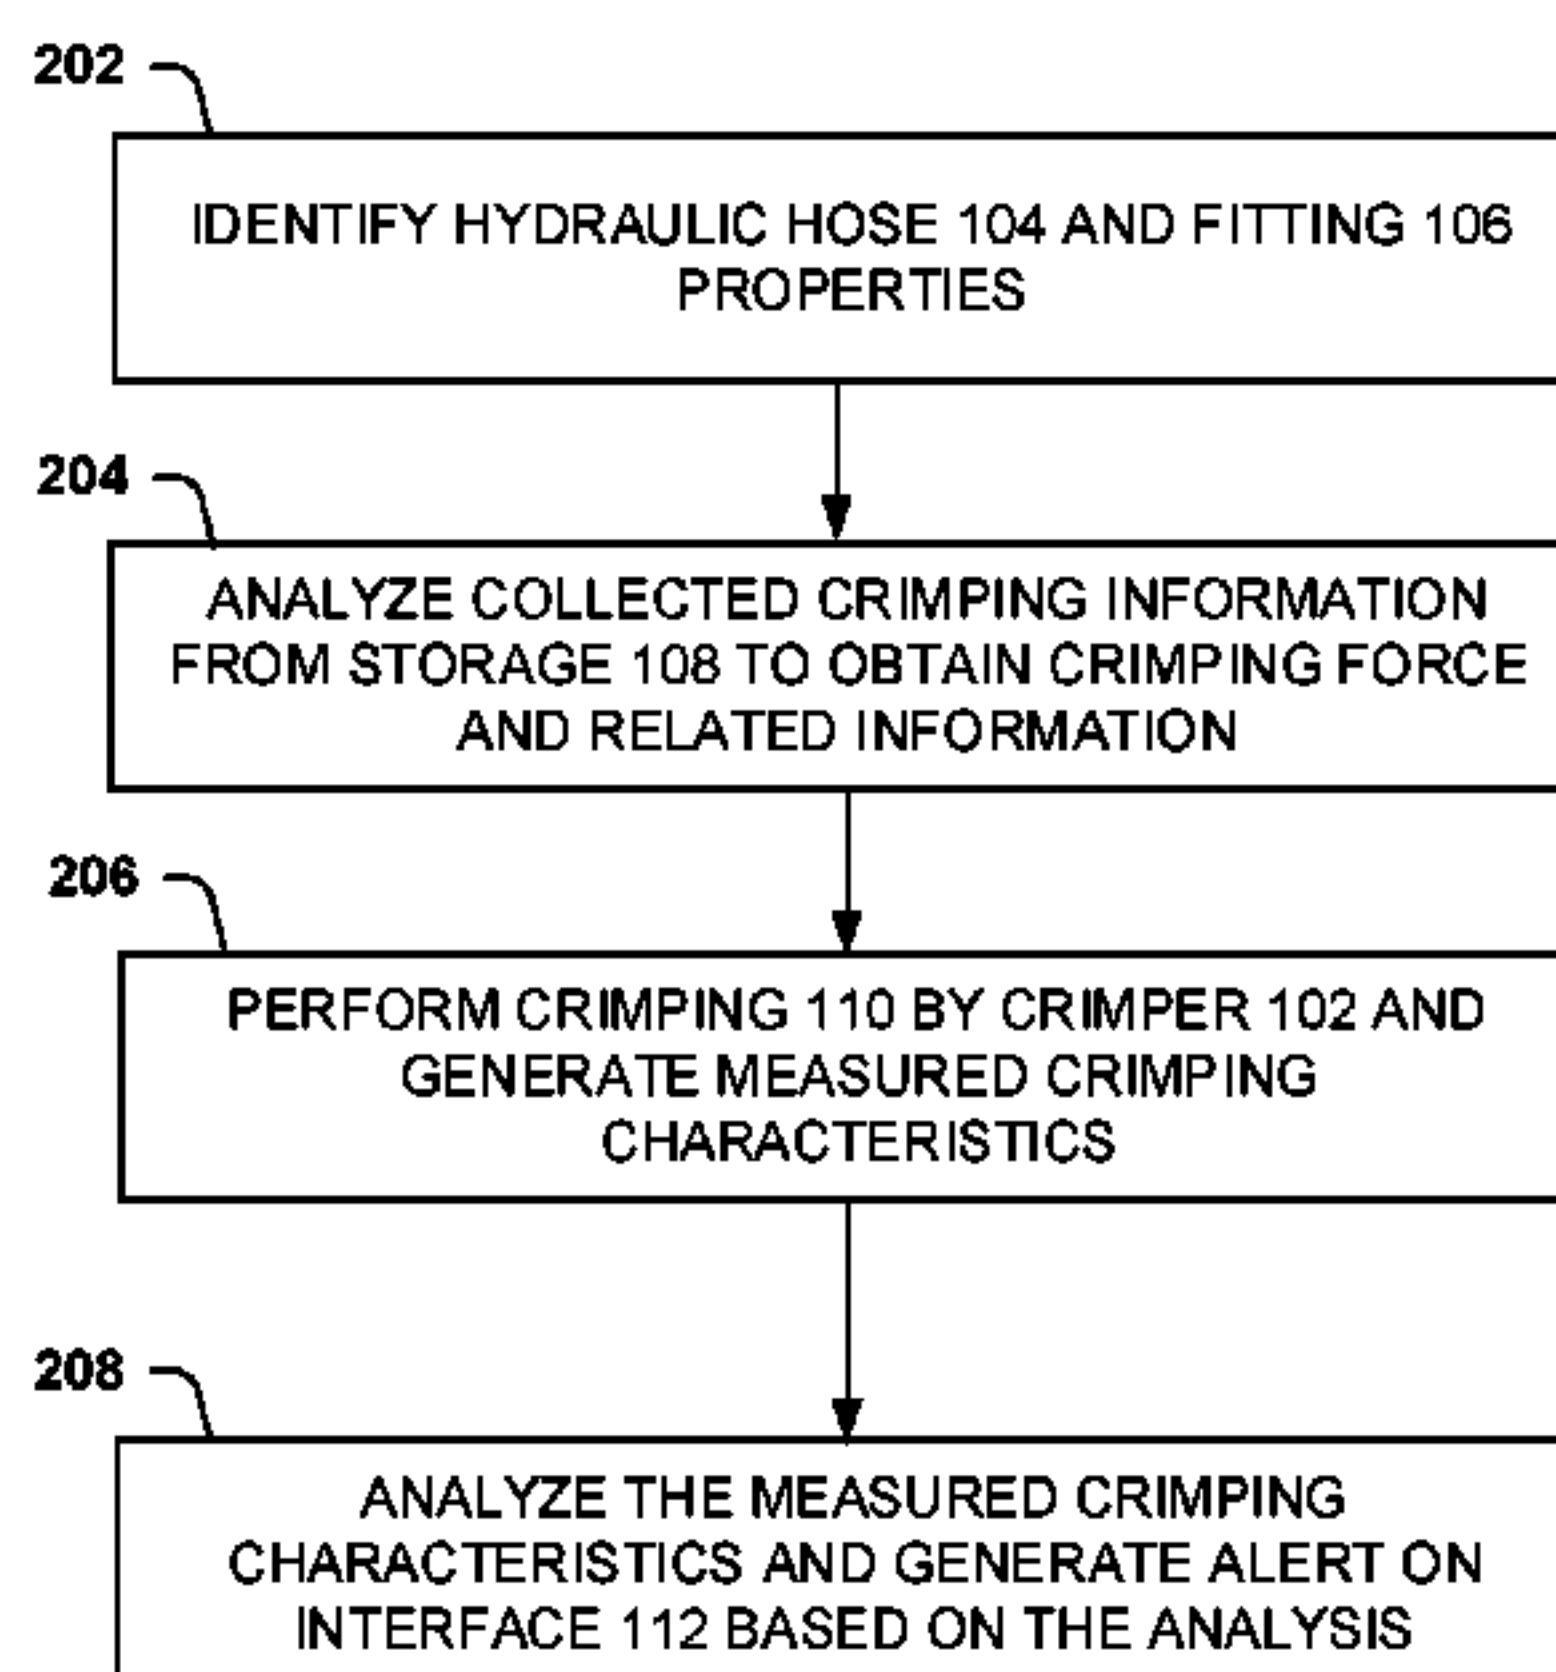 202
IDENTIFY HYDRAULIC HOSE 104 AND FITTING 106
PROPERTIES
204
ANALYZE COLLECTED CRIMPING INFORMATION
FROM STORAGE 108 TO OBTAIN CRIMPING FORCE
AND RELATED INFORMATION
206
PERFORM CRIMPING 110 BY CRIMPER 102 AND
GENERATE MEASURED CRIMPING
CHARACTERISTICS
208
ANALYZE THE MEASURED CRIMPING
CHARACTERISTICS AND GENERATE ALERT ON
INTERFACE 112 BASED ON THE ANALYSIS